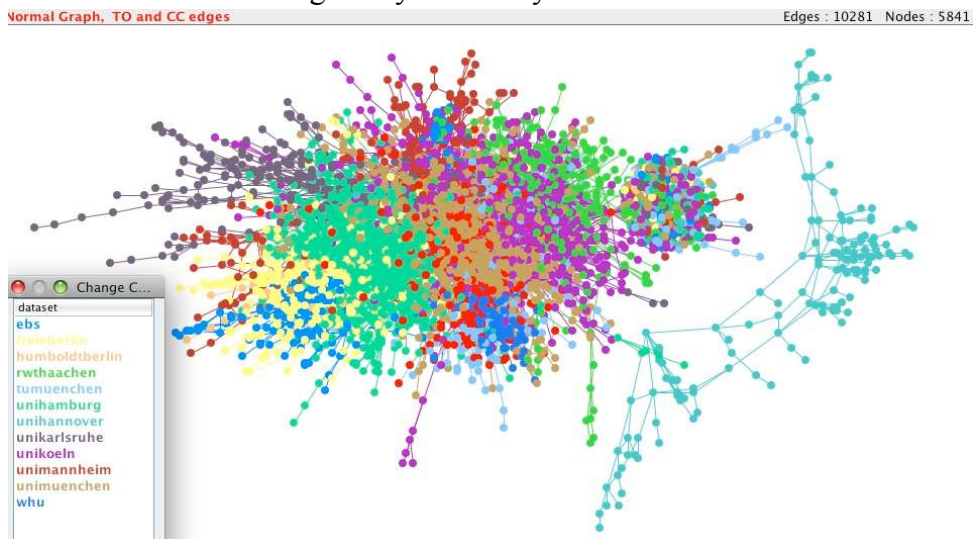 Normal Graph, TO and CC edges
Edges : 10281 Nodes : 5841
Change C...
dataset
ebs
freieberlin
humboldtberlin
rwthaachen
tumuenchen
unihamburg
unihannover
unikarlsruhe
unikoeln
unimannheim
unimuenchen
whu